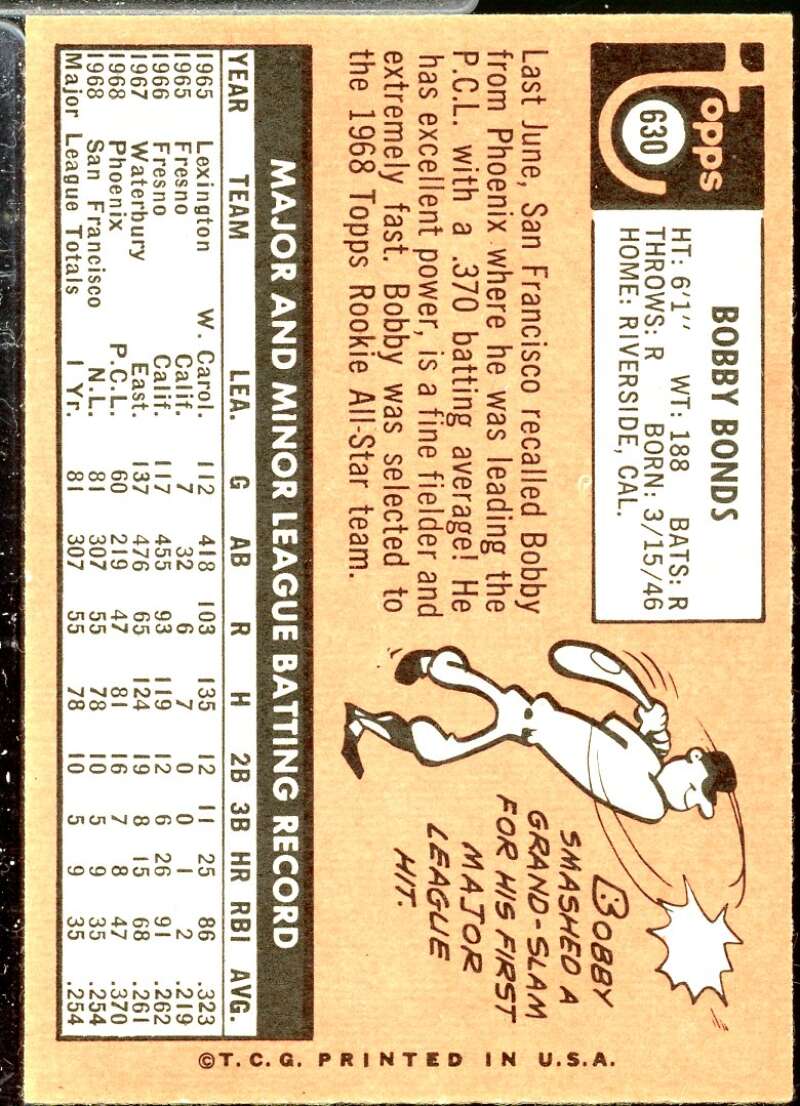 Topps
630
BOBBY BONDS
HT: 6'1" WT: 188 BATS: R
THROWS: R BORN: 3/15/46
HOME: RIVERSIDE, CAL.
Last June, San Francisco recalled Bobby
from Phoenix where he was leading the
P.C.L. with a .370 batting average! He
has excellent power, is a fine fielder and
extremely fast. Bobby was selected to
the 1968 Topps Rookie All-Star team.
BOBBY
SMASHED A
GRAND-SLAM
FOR HIS FIRST
MAJOR
LEAGUE
HIT.
MAJOR AND MINOR LEAGUE BATTING RECORD
YEAR TEAM LEA. G AB R H 2B 3B HR RBI AVG.
1965 Lexington W. Carol. 112 418 103 135 12 11 25 86 .323
1965 Fresno Calif. 7 32 6 7 0 0 1 2 .219
1966 Fresno Calif. 117 455 93 119 12 6 26 91 .262
1967 Waterbury East. 137 476 65 124 19 8 15 68 .261
1968 Phoenix P.C.L. 60 219 47 81 16 7 8 47 .370
1968 San Francisco N.L. 81 307 55 78 10 5 9 35 .254
Major League Totals 1 Yr. 81 307 55 78 10 5 9 35 .254
©T.C.G. PRINTED IN U.S.A.